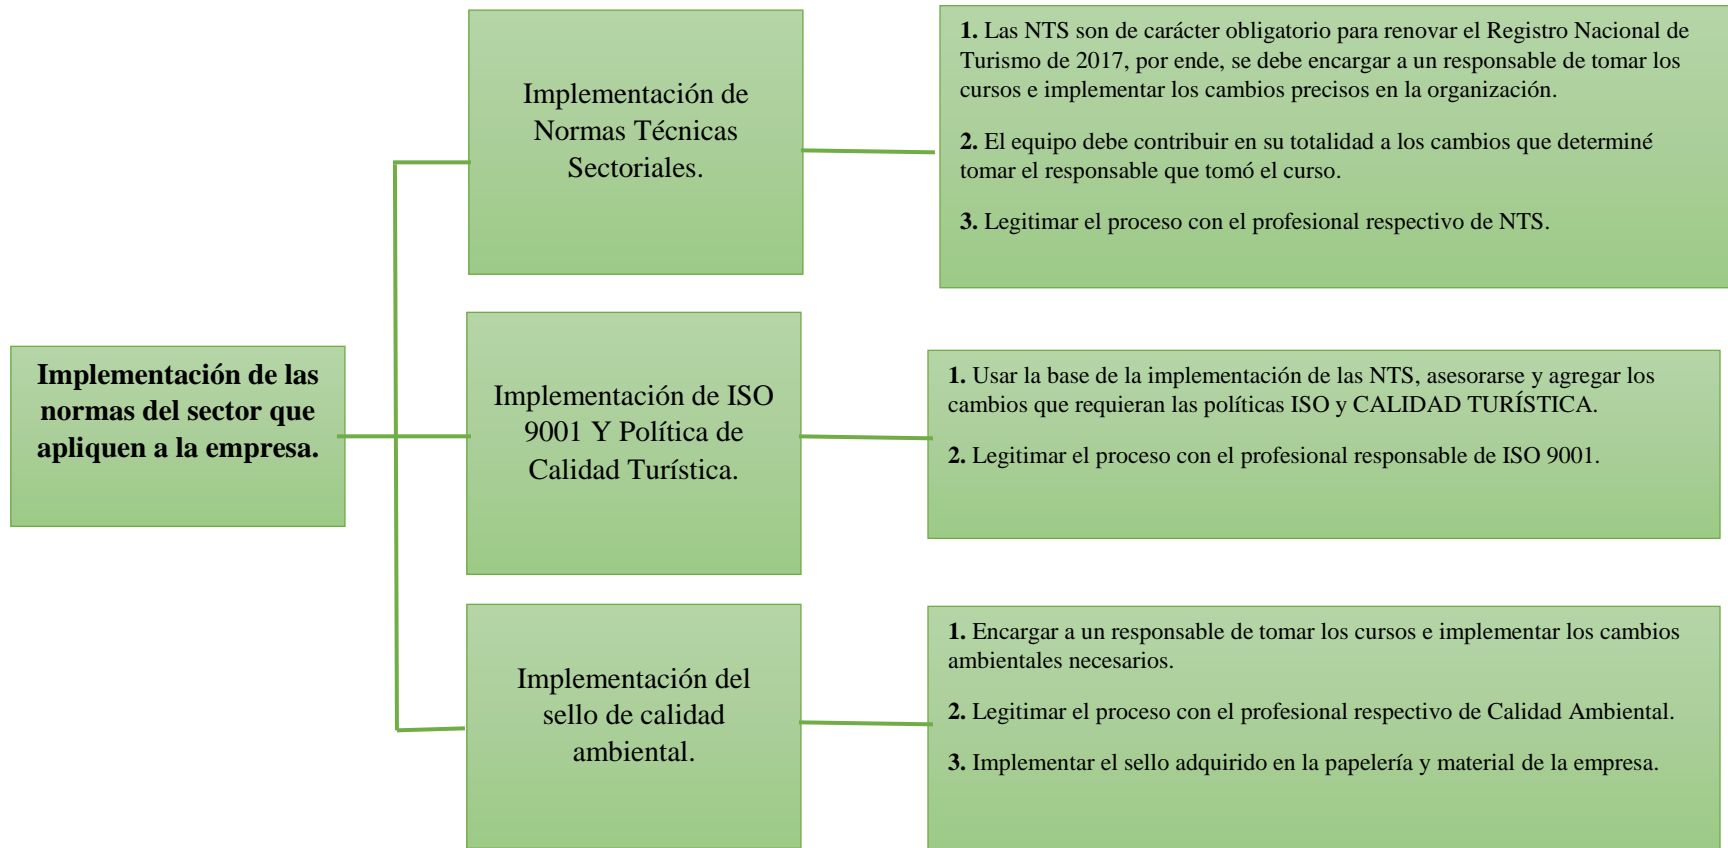 Implementación de las
normas del sector que
apliquen a la empresa.
Implementación de
Normas Técnicas
Sectoriales.
1. Las NTS son de carácter obligatorio para renovar el Registro Nacional de
Turismo de 2017, por ende, se debe encargar a un responsable de tomar los
cursos e implementar los cambios precisos en la organización.
2. El equipo debe contribuir en su totalidad a los cambios que determiné
tomar el responsable que tomó el curso.
3. Legitimar el proceso con el profesional respectivo de NTS.
Implementación de ISO
9001 Y Política de
Calidad Turística.
1. Usar la base de la implementación de las NTS, asesorarse y agregar los
cambios que requieran las políticas ISO y CALIDAD TURÍSTICA.
2. Legitimar el proceso con el profesional responsable de ISO 9001.
Implementación del
sello de calidad
ambiental.
1. Encargar a un responsable de tomar los cursos e implementar los cambios
ambientales necesarios.
2. Legitimar el proceso con el profesional respectivo de Calidad Ambiental.
3. Implementar el sello adquirido en la papelería y material de la empresa.